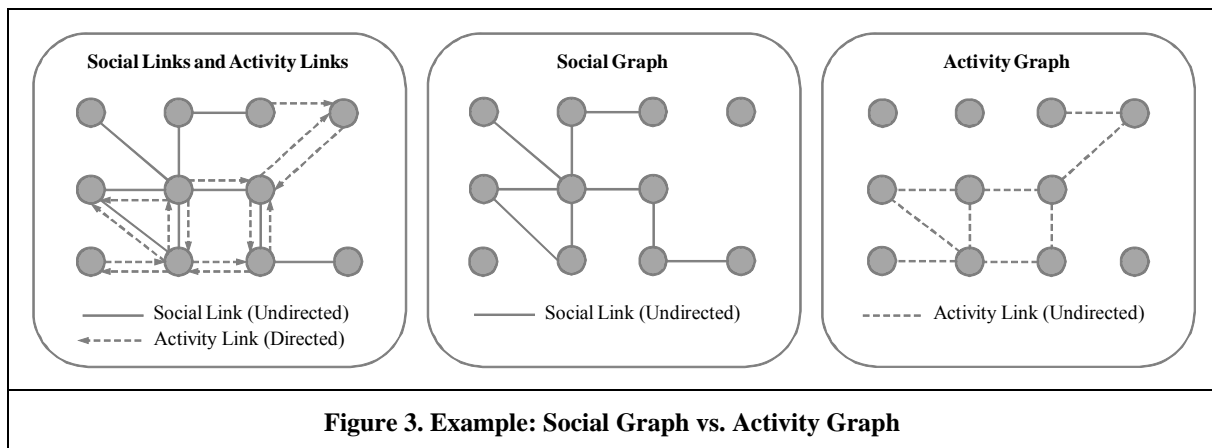 Social Links and Activity Links
Social Link (Undirected)
Activity Link (Directed)
Social Graph
Social Link (Undirected)
Activity Graph
Activity Link (Undirected)
Figure 3. Example: Social Graph vs. Activity Graph